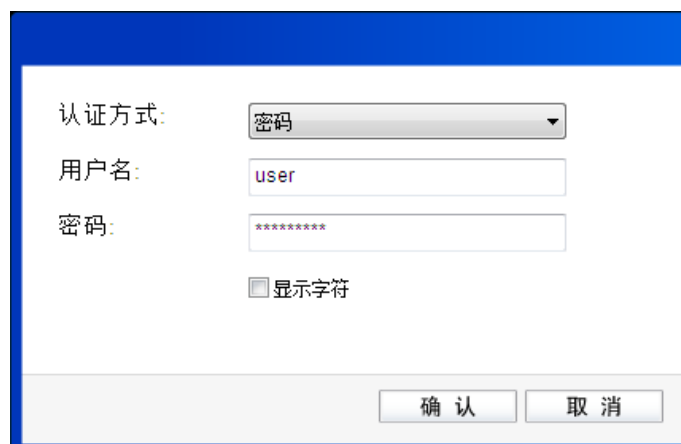 认证方式: 密码
用户名: user
密码: *********
显示字符
确 认 取 消